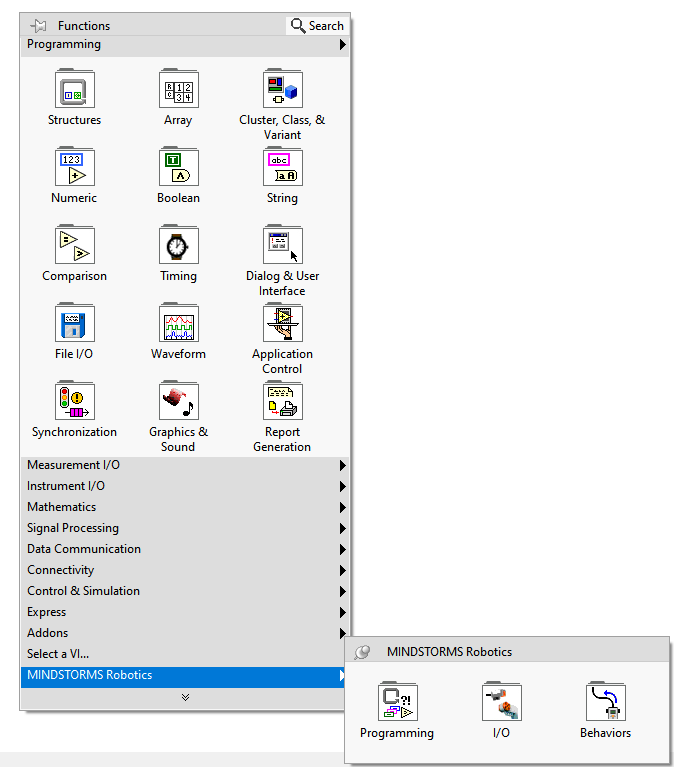 Functions Search
Programming
Structures Array Cluster, Class, &
Variant
123 T abc
Numeric Boolean String
Comparison Timing Dialog & User
Interface
File I/O Waveform Application
Control
Synchronization Graphics &
Sound Report
Generation
Measurement I/O
Instrument I/O
Mathematics
Signal Processing
Data Communication
Connectivity
Control & Simulation
Express
Addons
Select a VI...
MINDSTORMS Robotics
MINDSTORMS Robotics
?!
Programming I/O Behaviors